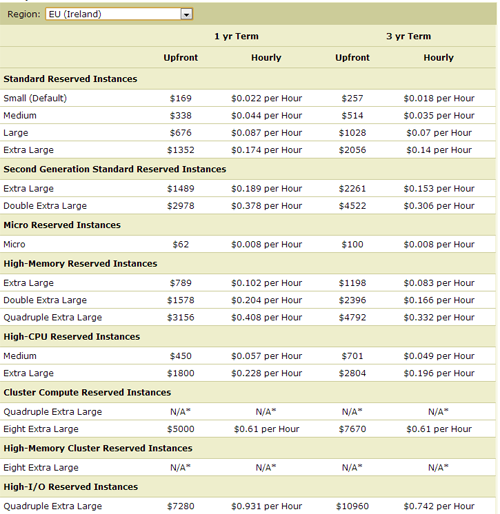 Region: EU (Ireland)
1 yr Term 3 yr Term
Upfront Hourly Upfront Hourly
Standard Reserved Instances
Small (Default) $169 $0.022 per Hour $257 $0.018 per Hour
Medium $338 $0.044 per Hour $514 $0.035 per Hour
Large $676 $0.087 per Hour $1028 $0.07 per Hour
Extra Large $1352 $0.174 per Hour $2056 $0.14 per Hour
Second Generation Standard Reserved Instances
Extra Large $1489 $0.189 per Hour $2261 $0.153 per Hour
Double Extra Large $2978 $0.378 per Hour $4522 $0.306 per Hour
Micro Reserved Instances
Micro $62 $0.008 per Hour $100 $0.008 per Hour
High-Memory Reserved Instances
Extra Large $789 $0.102 per Hour $1198 $0.083 per Hour
Double Extra Large $1578 $0.204 per Hour $2396 $0.166 per Hour
Quadruple Extra Large $3156 $0.408 per Hour $4792 $0.332 per Hour
High-CPU Reserved Instances
Medium $450 $0.057 per Hour $701 $0.049 per Hour
Extra Large $1800 $0.228 per Hour $2804 $0.196 per Hour
Cluster Compute Reserved Instances
Quadruple Extra Large N/A* N/A* N/A* N/A*
Eight Extra Large $5000 $0.61 per Hour $7670 $0.61 per Hour
High-Memory Cluster Reserved Instances
Eight Extra Large N/A* N/A* N/A* N/A*
High-I/O Reserved Instances
Quadruple Extra Large $7280 $0.931 per Hour $10960 $0.742 per Hour